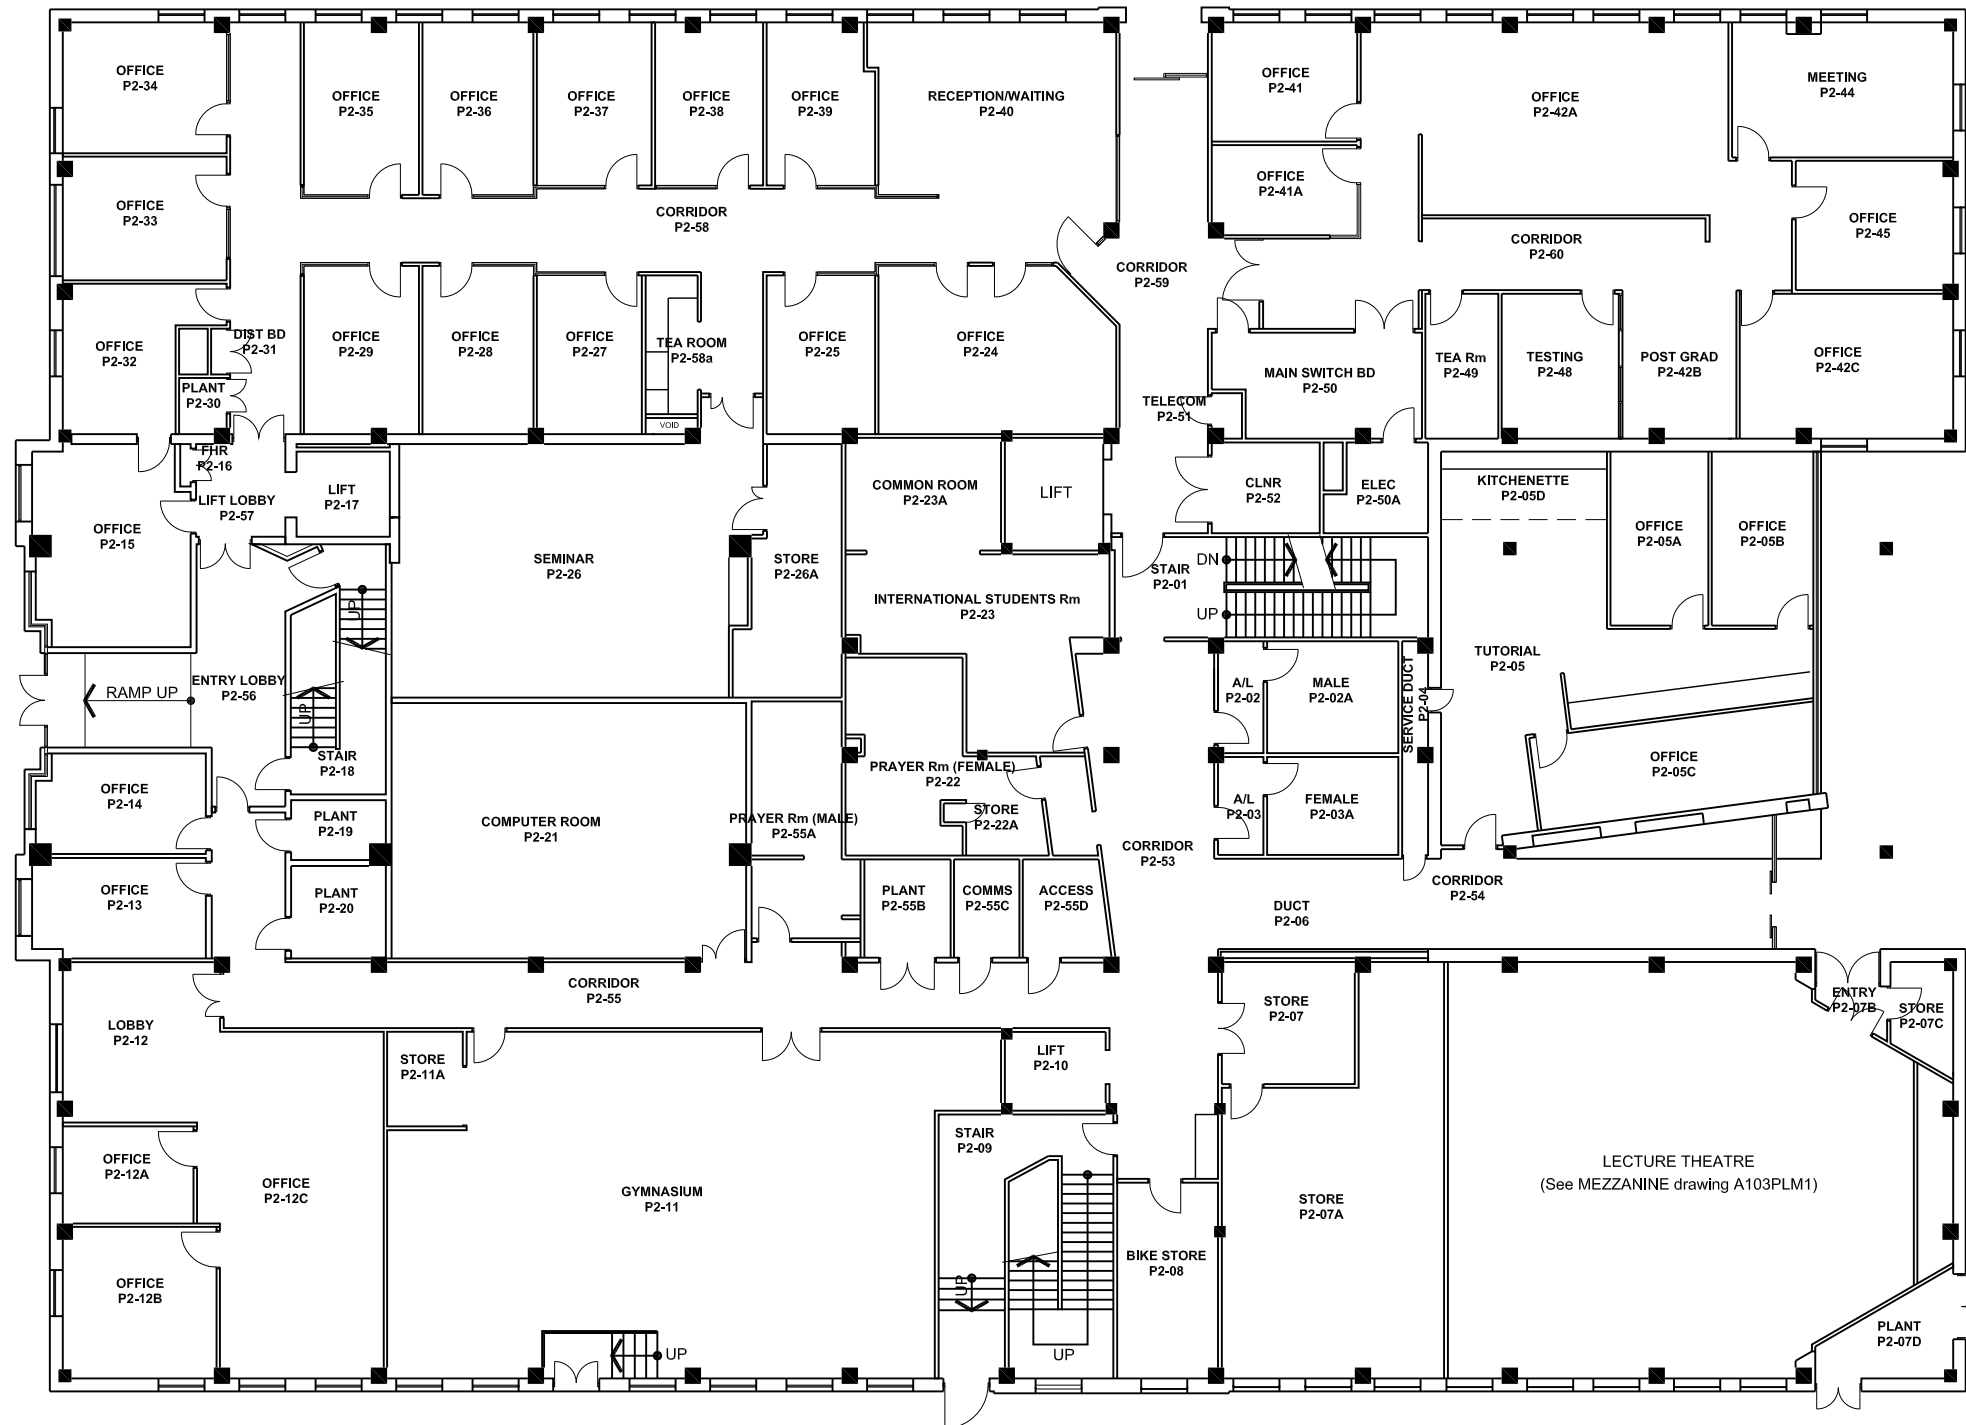 OFFICE
P2-34
OFFICE
P2-35
OFFICE
P2-36
OFFICE
P2-37
OFFICE
P2-38
OFFICE
P2-39
RECEPTION/WAITING
P2-40
OFFICE
P2-41
OFFICE
P2-42A
MEETING
P2-44
OFFICE
P2-33
CORRIDOR
P2-58
OFFICE
P2-41A
OFFICE
P2-45
CORRIDOR
P2-59
CORRIDOR
P2-60
OFFICE
P2-32
DIST BD
P2-31
OFFICE
P2-29
OFFICE
P2-28
OFFICE
P2-27
TEA ROOM
P2-58a
OFFICE
P2-25
OFFICE
P2-24
MAIN SWITCH BD
P2-50
TEA Rm
P2-49
TESTING
P2-48
POST GRAD
P2-42B
OFFICE
P2-42C
PLANT
P2-30
VOID
TELECOM
P2-51
FHR
P2-16
LIFT LOBBY
P2-57
LIFT
P2-17
OFFICE
P2-15
COMMON ROOM
P2-23A
LIFT
CLNR
P2-52
ELEC
P2-50A
KITCHENETTE
P2-05D
OFFICE
P2-05A
OFFICE
P2-05B
SEMINAR
P2-26
STORE
P2-26A
STAIR
P2-01
DN
UP
INTERNATIONAL STUDENTS Rm
P2-23
UP
UP
RAMP UP
ENTRY LOBBY
P2-56
STAIR
P2-18
A/L
P2-02
MALE
P2-02A
SERVICE DUCT
P2-04
TUTORIAL
P2-05
OFFICE
P2-05C
OFFICE
P2-14
PLANT
P2-19
COMPUTER ROOM
P2-21
PRAYER Rm (MALE)
P2-55A
PRAYER Rm (FEMALE)
P2-22
STORE
P2-22A
A/L
P2-03
FEMALE
P2-03A
CORRIDOR
P2-53
OFFICE
P2-13
PLANT
P2-20
PLANT
P2-55B
COMMS
P2-55C
ACCESS
P2-55D
DUCT
P2-06
CORRIDOR
P2-54
CORRIDOR
P2-55
LOBBY
P2-12
STORE
P2-11A
LIFT
P2-10
STORE
P2-07
ENTRY
P2-07B
STORE
P2-07C
OFFICE
P2-12A
OFFICE
P2-12C
GYMNASIUM
P2-11
STAIR
P2-09
STORE
P2-07A
LECTURE THEATRE
(See MEZZANINE drawing A103PLM1)
OFFICE
P2-12B
BIKE STORE
P2-08
UP
UP
UP
PLANT
P2-07D